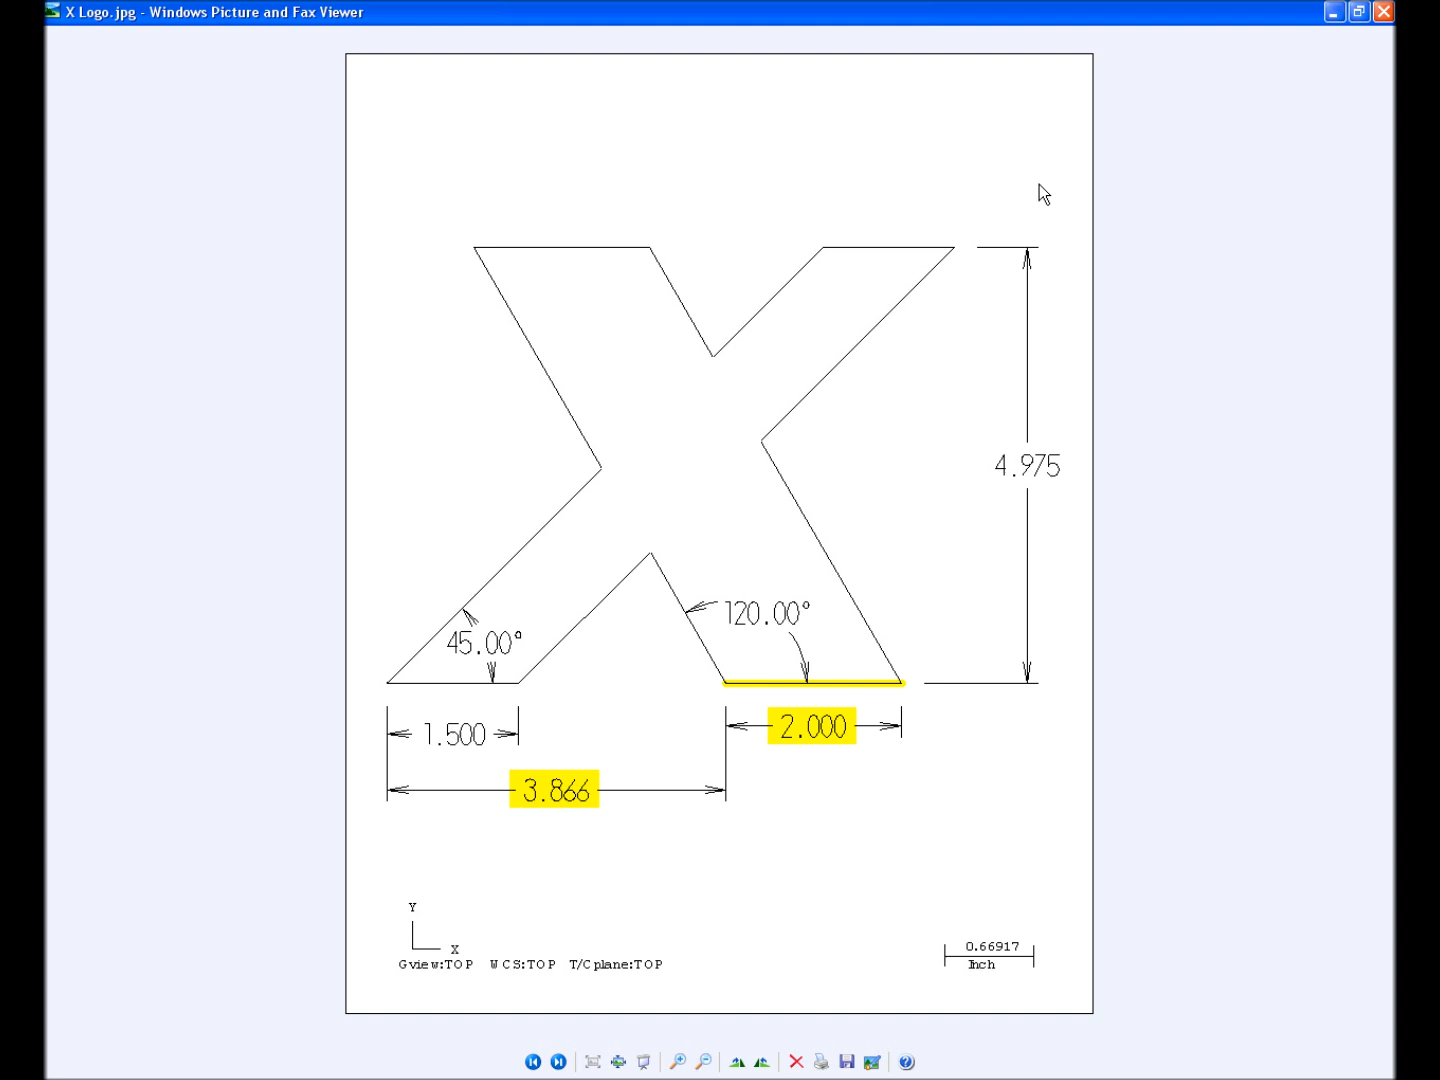 X Logo.jpg - Windows Picture and Fax Viewer
4.975
120.00°
45.00°
2.000
1.500
3.866
Y
X
Gview:TOP WCS:TOP T/Cplane:TOP
0.66917
Inch